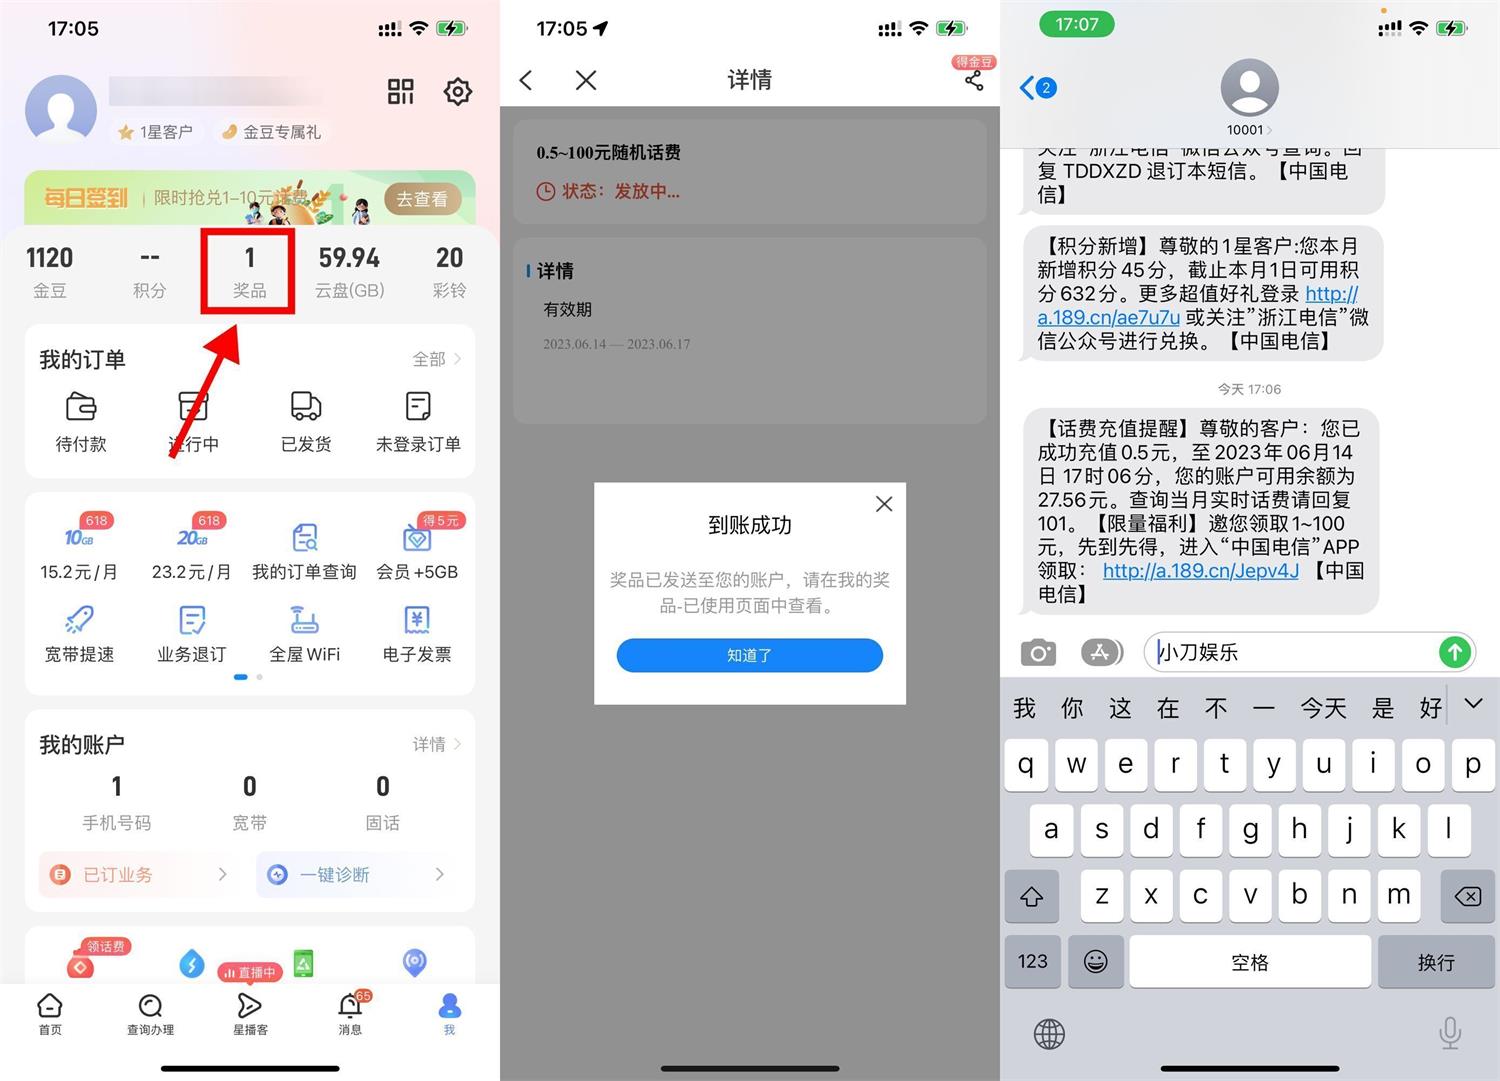 17:05
1星客户
金豆专属礼
每日签到
限时抢兑1-10元话费
去查看
1120
--
1
59.94
20
金豆
积分
奖品
云盘(GB)
彩铃
我的订单
全部
待付款
进行中
已发货
未登录订单
618
618
得5元
10GB
20GB
15.2元/月
23.2元/月
我的订单查询
会员+5GB
宽带提速
业务退订
全屋WiFi
电子发票
我的账户
详情
1
0
0
手机号码
宽带
固话
已订业务
一键诊断
领话费
直播中
65
首页
查询办理
星播客
消息
我
17:05
得金豆
详情
0.5~100元随机话费
状态：发放中...
详情
有效期
2023.06.14 — 2023.06.17
到账成功
奖品已发送至您的账户，请在我的奖
品-已使用页面中查看。
知道了
17:07
2
10001
关注"浙江电信"微信公众号查询。回
复 TDDXZD 退订本短信。【中国电
信】
【积分新增】尊敬的1星客户:您本月
新增积分45分，截止本月1日可用积
分632分。更多超值好礼登录 http://
a.189.cn/ae7u7u 或关注"浙江电信"微
信公众号进行兑换。【中国电信】
今天 17:06
【话费充值提醒】尊敬的客户：您已
成功充值0.5元，至2023年06月14
日 17时06分，您的账户可用余额为
27.56元。查询当月实时话费请回复
101。【限量福利】邀您领取1~100
元，先到先得，进入“中国电信”APP
领取： http://a.189.cn/Jepv4J 【中国
电信】
小刀娱乐
我 你 这 在 不 一 今天 是 好
q w e r t y u i o p
a s d f g h j k l
z x c v b n m
123
空格
换行